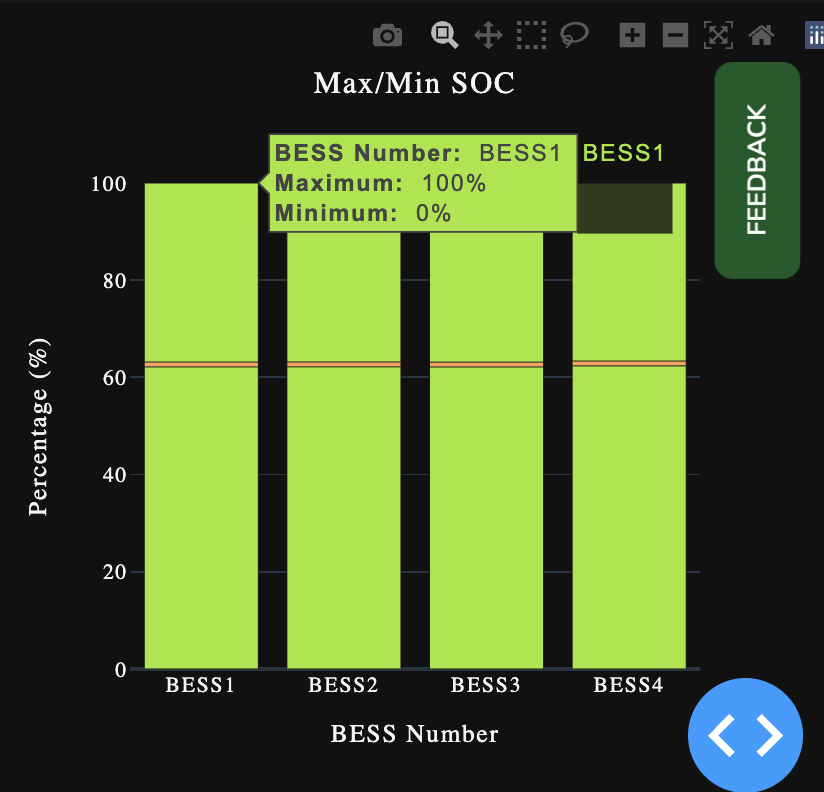 Max/Min SOC
BESS Number: BESS1
Maximum: 100%
Minimum: 0%
BESS1
FEEDBACK
100
80
60
40
20
0
Percentage (%)
BESS1
BESS2
BESS3
BESS4
BESS Number